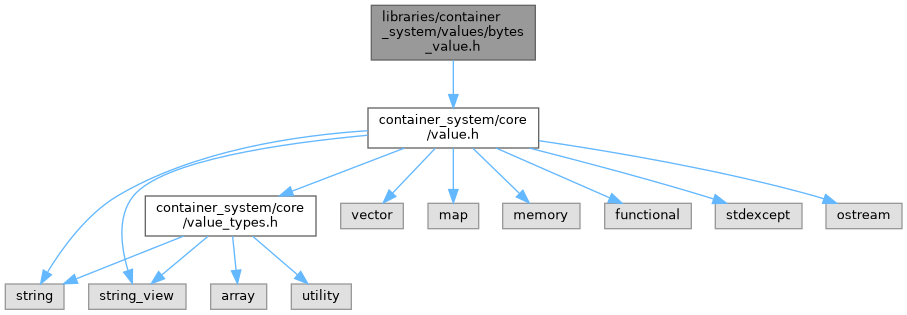 libraries/container
_system/values/bytes
_value.h
container_system/core
/value.h
container_system/core
/value_types.h
vector
map
memory
functional
stdexcept
ostream
string
string_view
array
utility